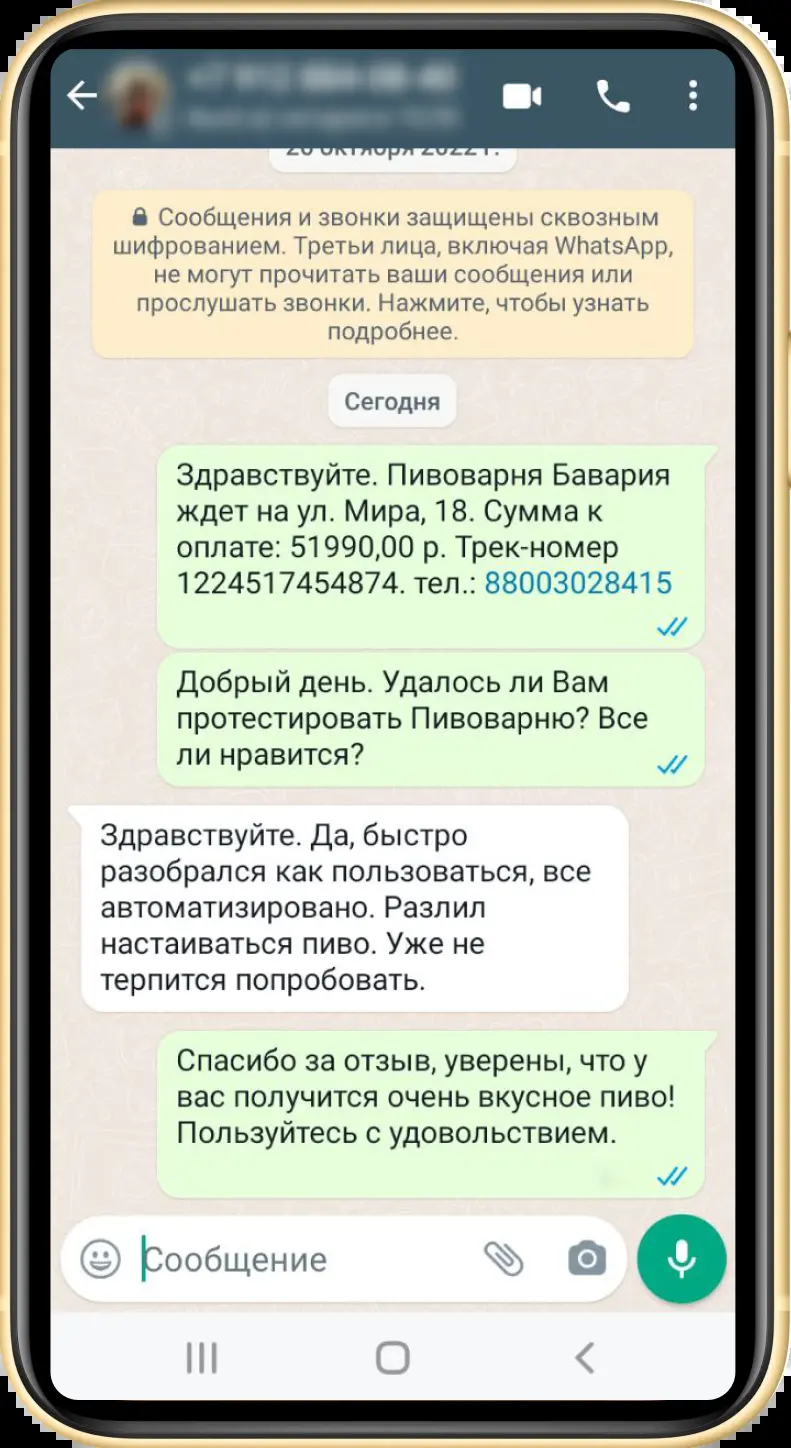 Сообщения и звонки защищены сквозным
шифрованием. Третьи лица, включая WhatsApp,
не могут прочитать ваши сообщения или
прослушать звонки. Нажмите, чтобы узнать
подробнее.
Сегодня
Здравствуйте. Пивоварня Бавария
ждет на ул. Мира, 18. Сумма к
оплате: 51990,00 р. Трек-номер
1224517454874. тел.: 88003028415
Добрый день. Удалось ли Вам
протестировать Пивоварню? Все
ли нравится?
Здравствуйте. Да, быстро
разобрался как пользоваться, все
автоматизировано. Разлил
настаиваться пиво. Уже не
терпится попробовать.
Спасибо за отзыв, уверены, что у
вас получится очень вкусное пиво!
Пользуйтесь с удовольствием.
Сообщение